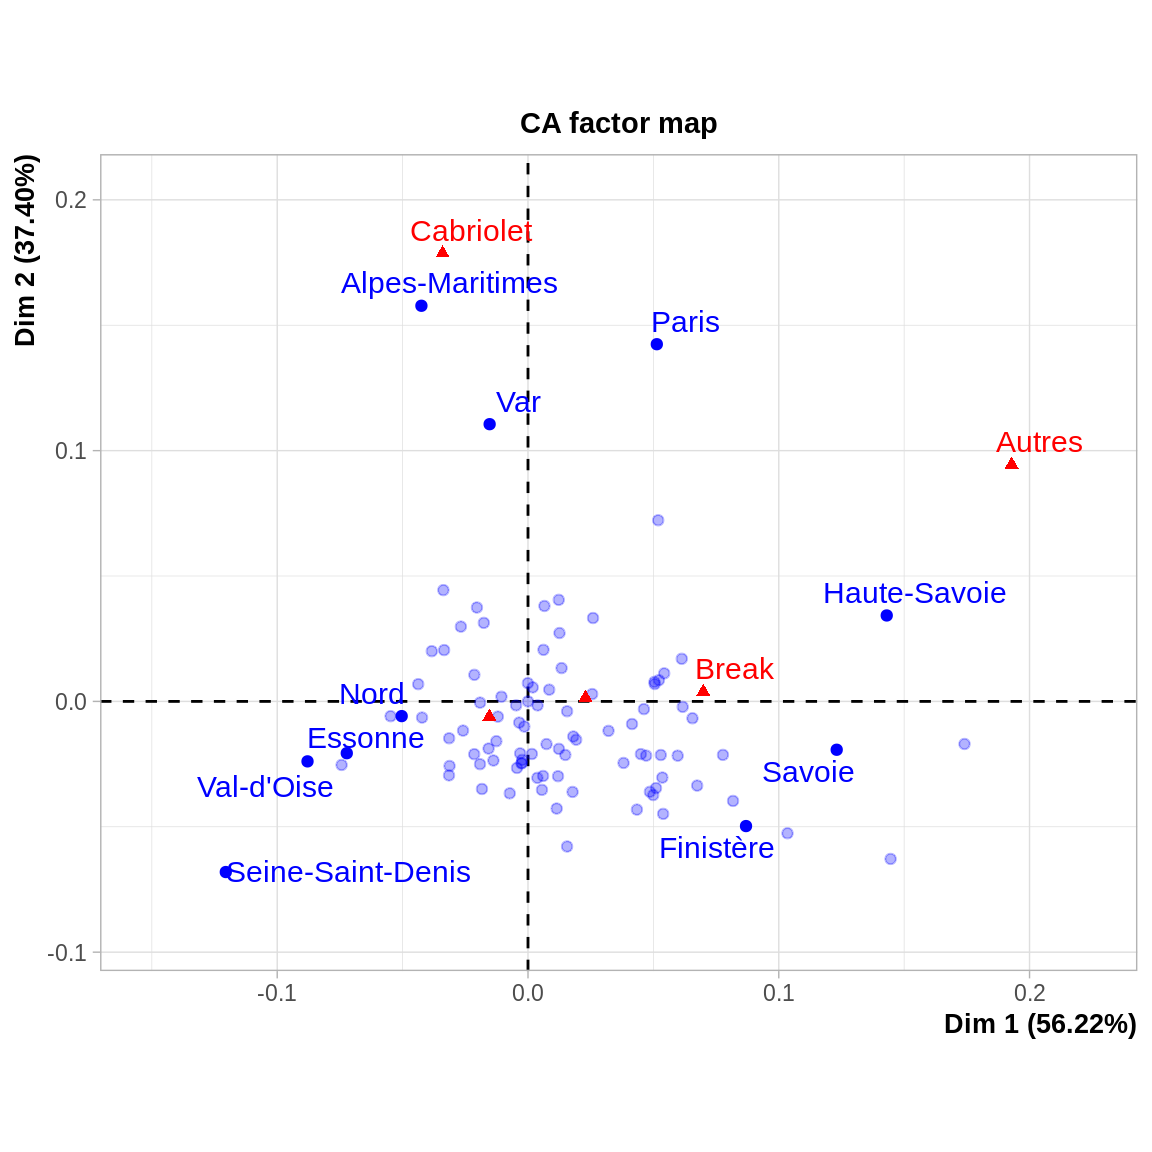 CA factor map
Dim 2 (37.40%)
0.2
Cabriolet
Alpes-Maritimes
Paris
Var
0.1
Autres
Haute-Savoie
Break
0.0
Nord
Essonne
Val-d'Oise
Savoie
Finistère
Seine-Saint-Denis
-0.1
-0.1
0.0
0.1
0.2
Dim 1 (56.22%)